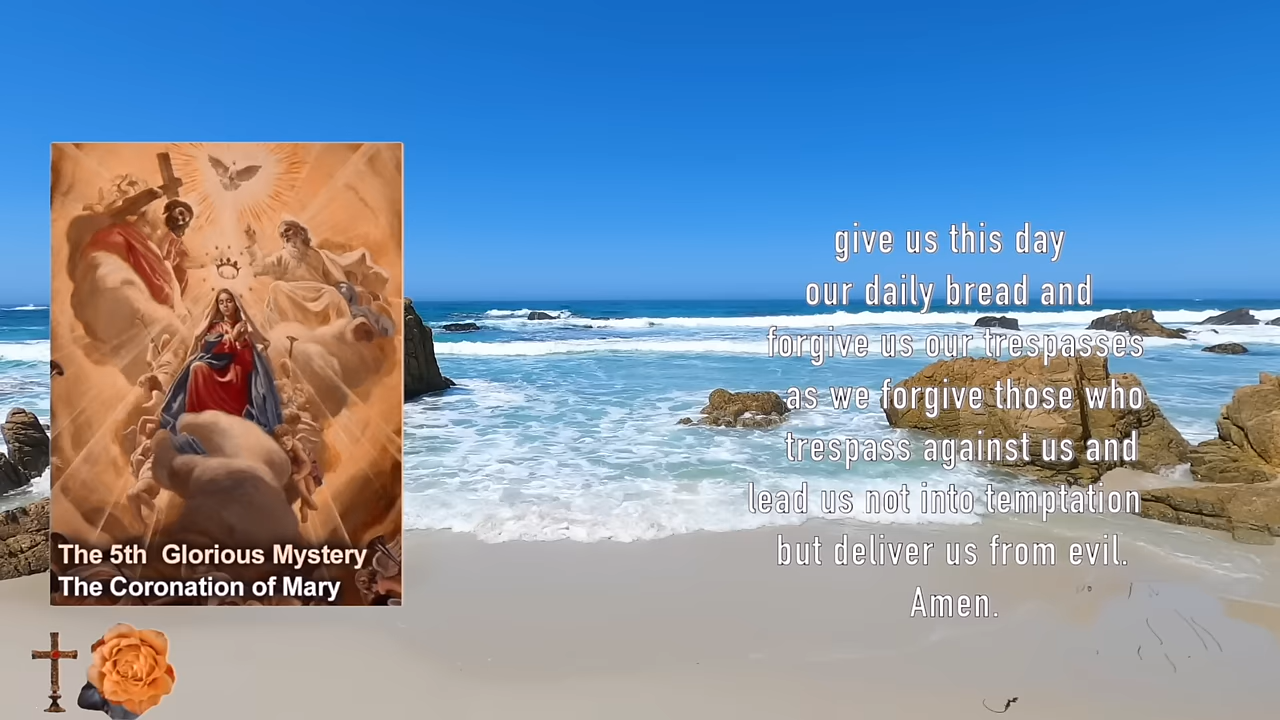 The 5th Glorious Mystery
The Coronation of Mary
give us this day
our daily bread and
forgive us our trespasses
as we forgive those who
trespass against us and
lead us not into temptation
but deliver us from evil.
Amen.